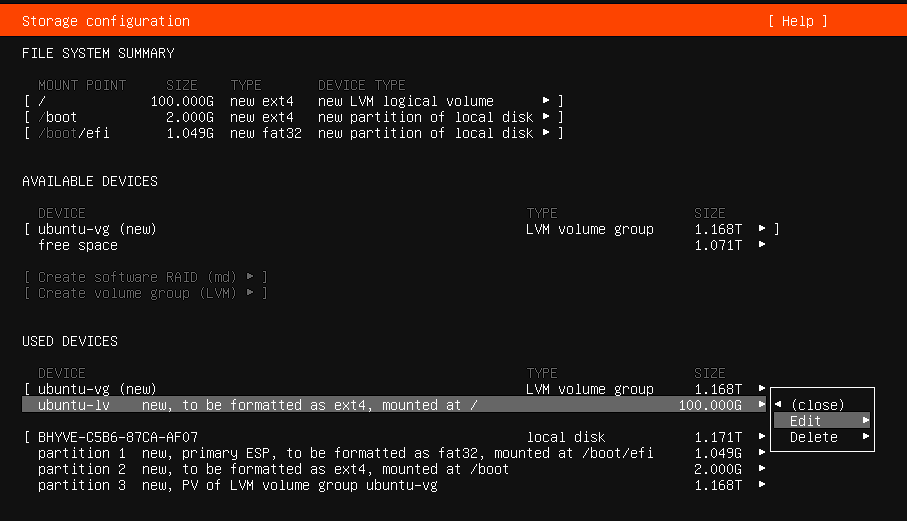 Storage configuration [ Help ]
FILE SYSTEM SUMMARY
MOUNT POINT SIZE TYPE DEVICE TYPE
[ / 100.000G new ext4 new LVM logical volume ▸ ]
[ /boot 2.000G new ext4 new partition of local disk ▸ ]
[ /boot/efi 1.049G new fat32 new partition of local disk ▸ ]
AVAILABLE DEVICES
DEVICE TYPE SIZE
[ ubuntu-vg (new) LVM volume group 1.168T ▸ ]
free space 1.071T ▸
[ Create software RAID (md) ▸ ]
[ Create volume group (LVM) ▸ ]
USED DEVICES
DEVICE TYPE SIZE
[ ubuntu-vg (new) LVM volume group 1.168T ▸
ubuntu-lv new, to be formatted as ext4, mounted at / 100.000G ▸
◂ (close)
Edit ▸
Delete ▸
[ BHYVE-C5B6-87CA-AF07 local disk 1.171T ▸
partition 1 new, primary ESP, to be formatted as fat32, mounted at /boot/efi 1.049G ▸
partition 2 new, to be formatted as ext4, mounted at /boot 2.000G ▸
partition 3 new, PV of LVM volume group ubuntu-vg 1.168T ▸